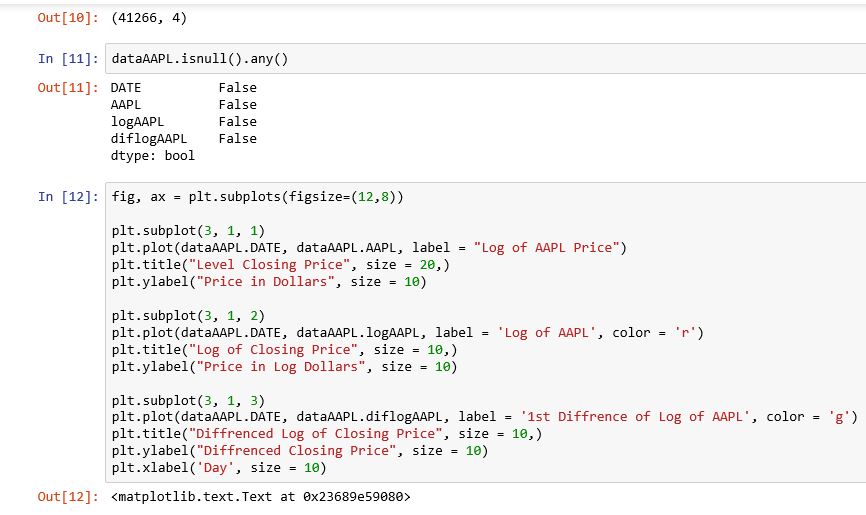 Out[10]: (41266, 4)
In [11]: dataAAPL.isnull().any()
Out[11]: DATE          False
AAPL          False
logAAPL       False
diflogAAPL    False
dtype: bool
In [12]: fig, ax = plt.subplots(figsize=(12,8))
plt.subplot(3, 1, 1)
plt.plot(dataAAPL.DATE, dataAAPL.AAPL, label = "Log of AAPL Price")
plt.title("Level Closing Price", size = 20,)
plt.ylabel("Price in Dollars", size = 10)
plt.subplot(3, 1, 2)
plt.plot(dataAAPL.DATE, dataAAPL.logAAPL, label = 'Log of AAPL', color = 'r')
plt.title("Log of Closing Price", size = 10,)
plt.ylabel("Price in Log Dollars", size = 10)
plt.subplot(3, 1, 3)
plt.plot(dataAAPL.DATE, dataAAPL.diflogAAPL, label = '1st Diffrence of Log of AAPL', color = 'g')
plt.title("Diffrenced Log of Closing Price", size = 10,)
plt.ylabel("Diffrenced Closing Price", size = 10)
plt.xlabel('Day', size = 10)
Out[12]: <matplotlib.text.Text at 0x23689e59080>